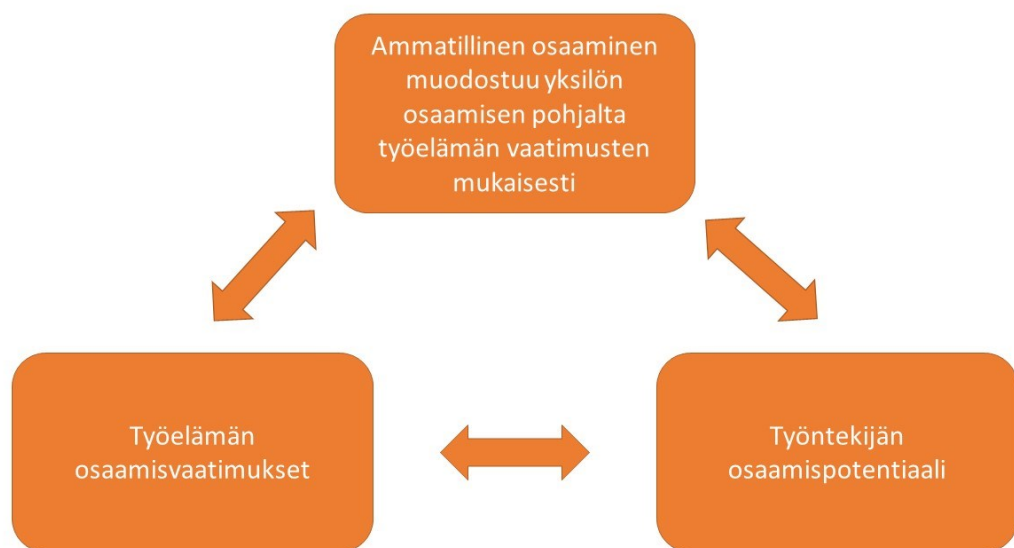 Ammatillinen osaaminen
muodostuu yksilön
osaamisen pohjalta
työelämän vaatimusten
mukaisesti
Työelämän
osaamisvaatimukset
Työntekijän
osaamispotentiaali